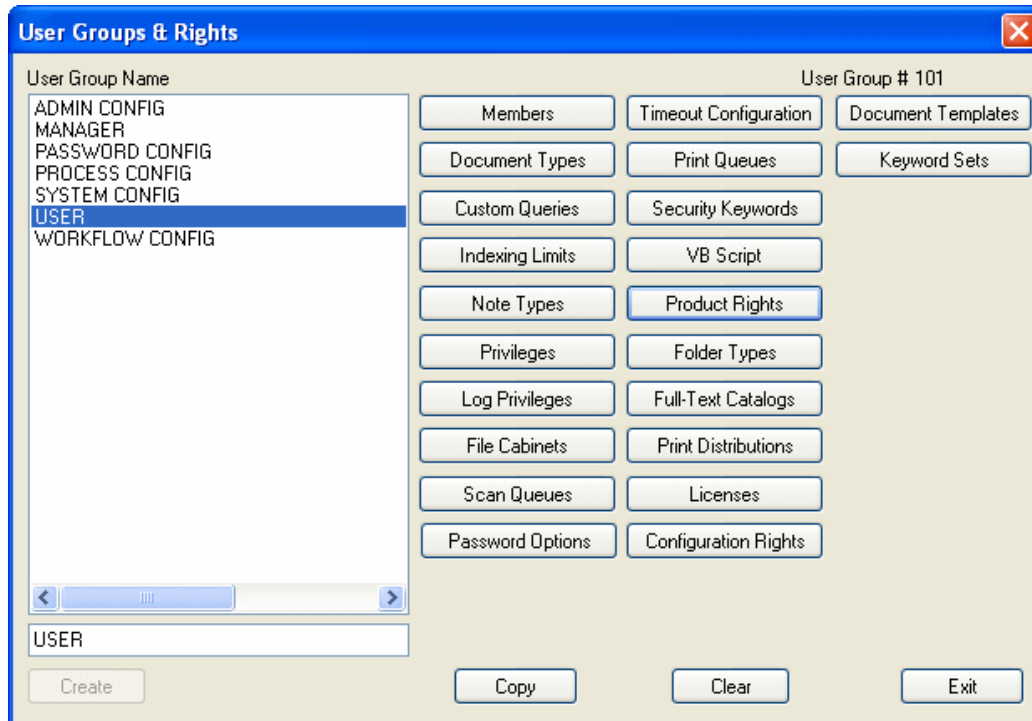 User Groups & Rights
User Group Name
User Group # 101
ADMIN CONFIG
MANAGER
PASSWORD CONFIG
PROCESS CONFIG
SYSTEM CONFIG
USER
WORKFLOW CONFIG
Members
Timeout Configuration
Document Templates
Document Types
Print Queues
Keyword Sets
Custom Queries
Security Keywords
Indexing Limits
VB Script
Note Types
Product Rights
Privileges
Folder Types
Log Privileges
Full-Text Catalogs
File Cabinets
Print Distributions
Scan Queues
Licenses
Password Options
Configuration Rights
USER
Create
Copy
Clear
Exit